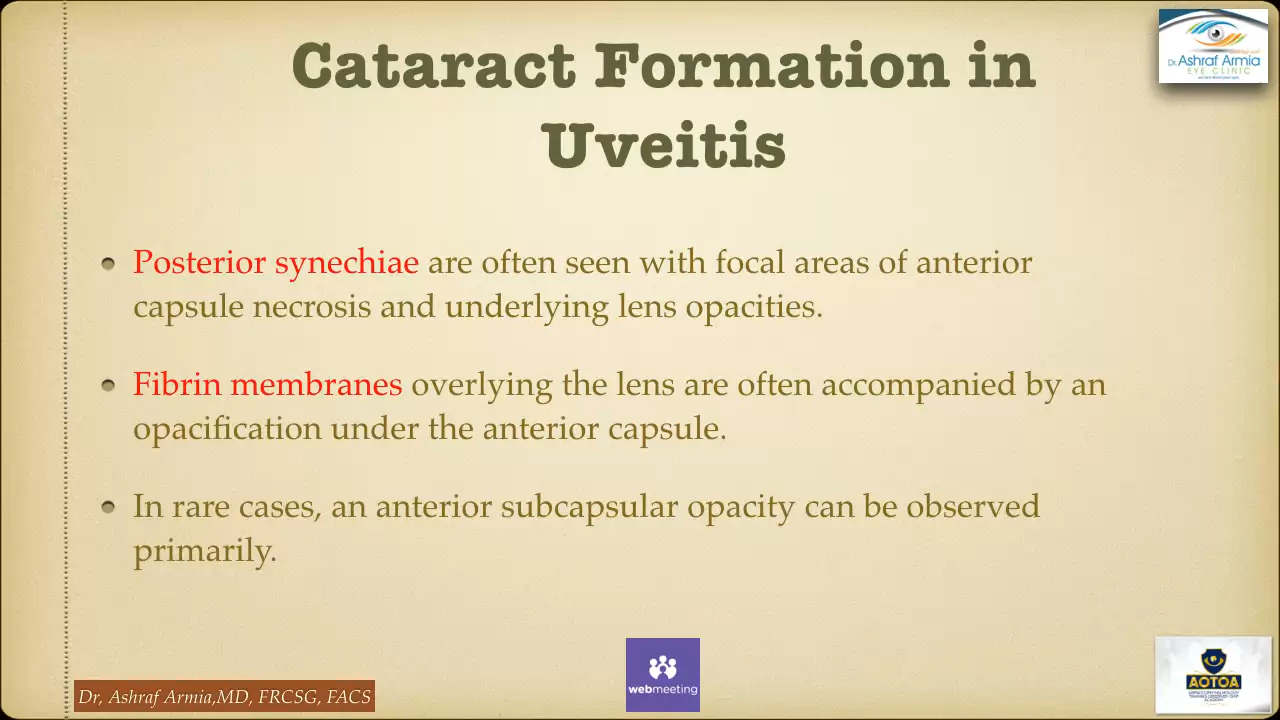 Cataract Formation in
Uveitis
Dr. Ashraf Armia
EYE CLINIC
Posterior synechiae are often seen with focal areas of anterior
capsule necrosis and underlying lens opacities.
Fibrin membranes overlying the lens are often accompanied by an
opacification under the anterior capsule.
In rare cases, an anterior subcapsular opacity can be observed
primarily.
Dr, Ashraf Armia,MD, FRCSG, FACS
webmeeting
AOTOA